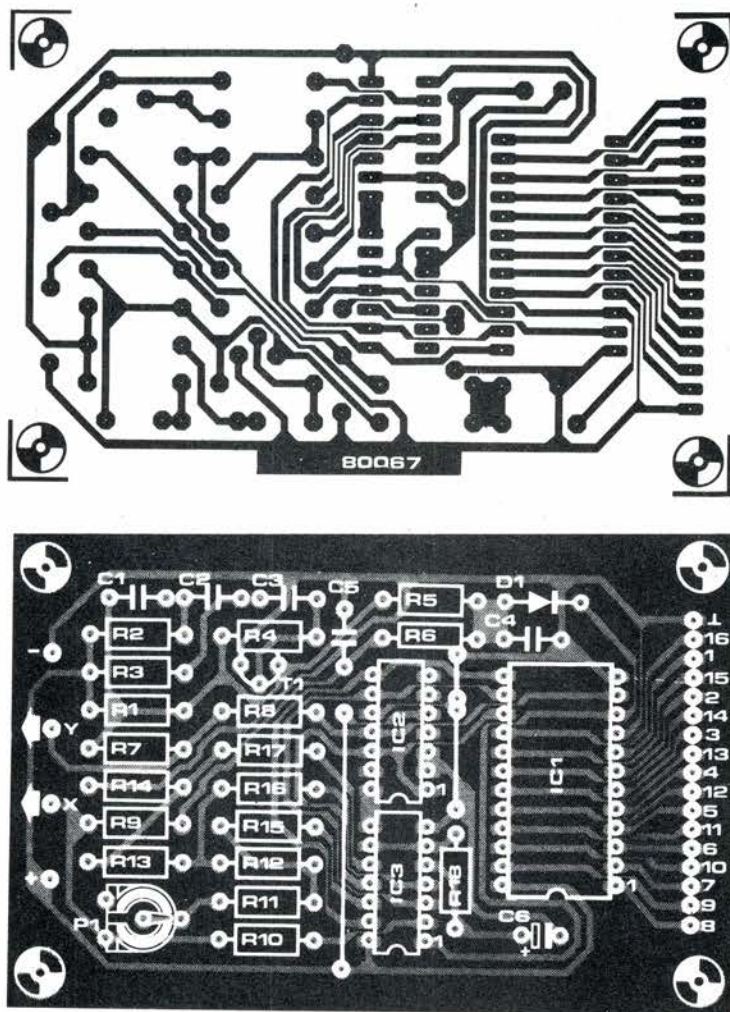 80067
C1 C2 C3 C5 R5 D1
R2 R4 R6 C4 ⊥
16
- R3 T1 1
15
Y R1 R8 IC2 2
14
R7 R17 IC1 3
13
R14 R16 1 4
X 12
R9 R15 5
11
+ R13 R12 IC3 R18 6
10
P1 R11 1 7
9
R10 1 C6 8
+